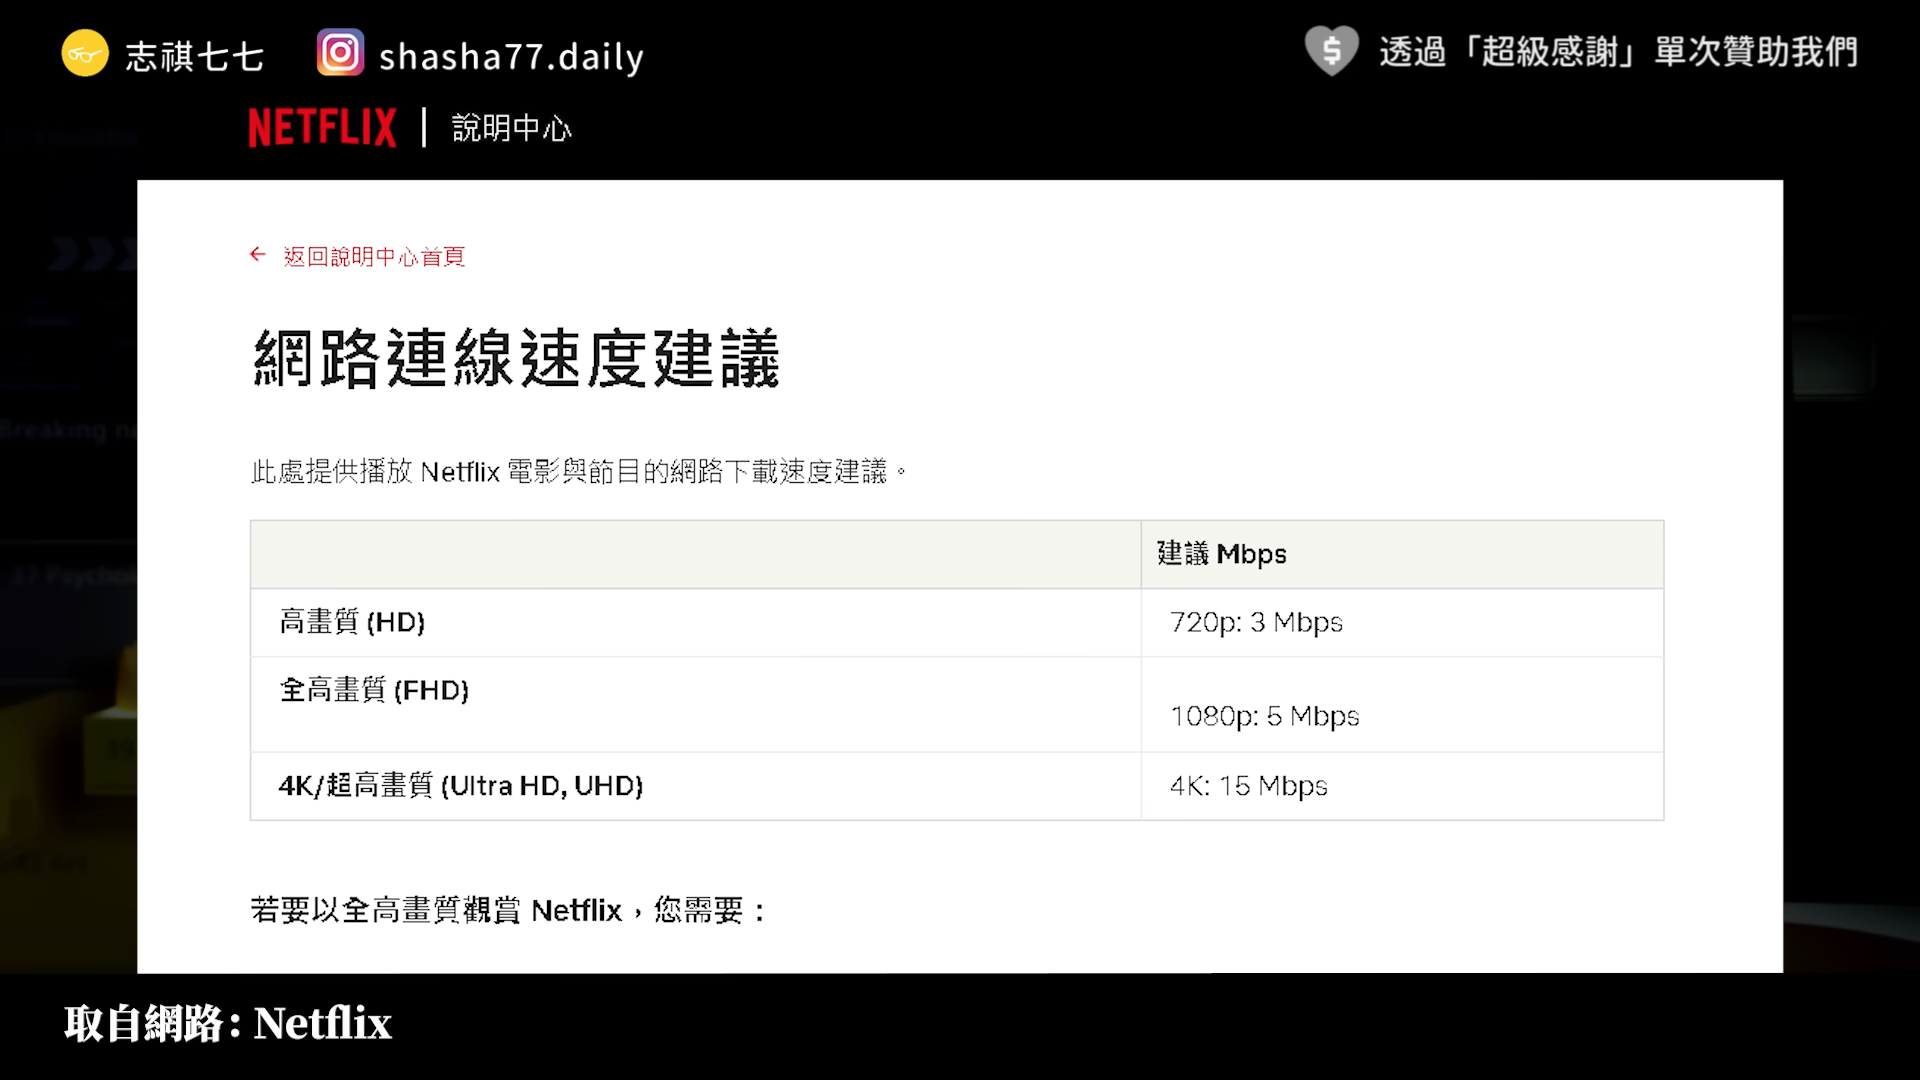 志祺七七 shasha77.daily 透過「超級感謝」單次贊助我們
NETFLIX | 說明中心
← 返回說明中心首頁
網路連線速度建議
此處提供播放 Netflix 電影與節目的網路下載速度建議。
建議 Mbps
高畫質 (HD) 720p: 3 Mbps
全高畫質 (FHD) 1080p: 5 Mbps
4K/超高畫質 (Ultra HD, UHD) 4K: 15 Mbps
若要以全高畫質觀賞 Netflix，您需要：
取自網路：Netflix